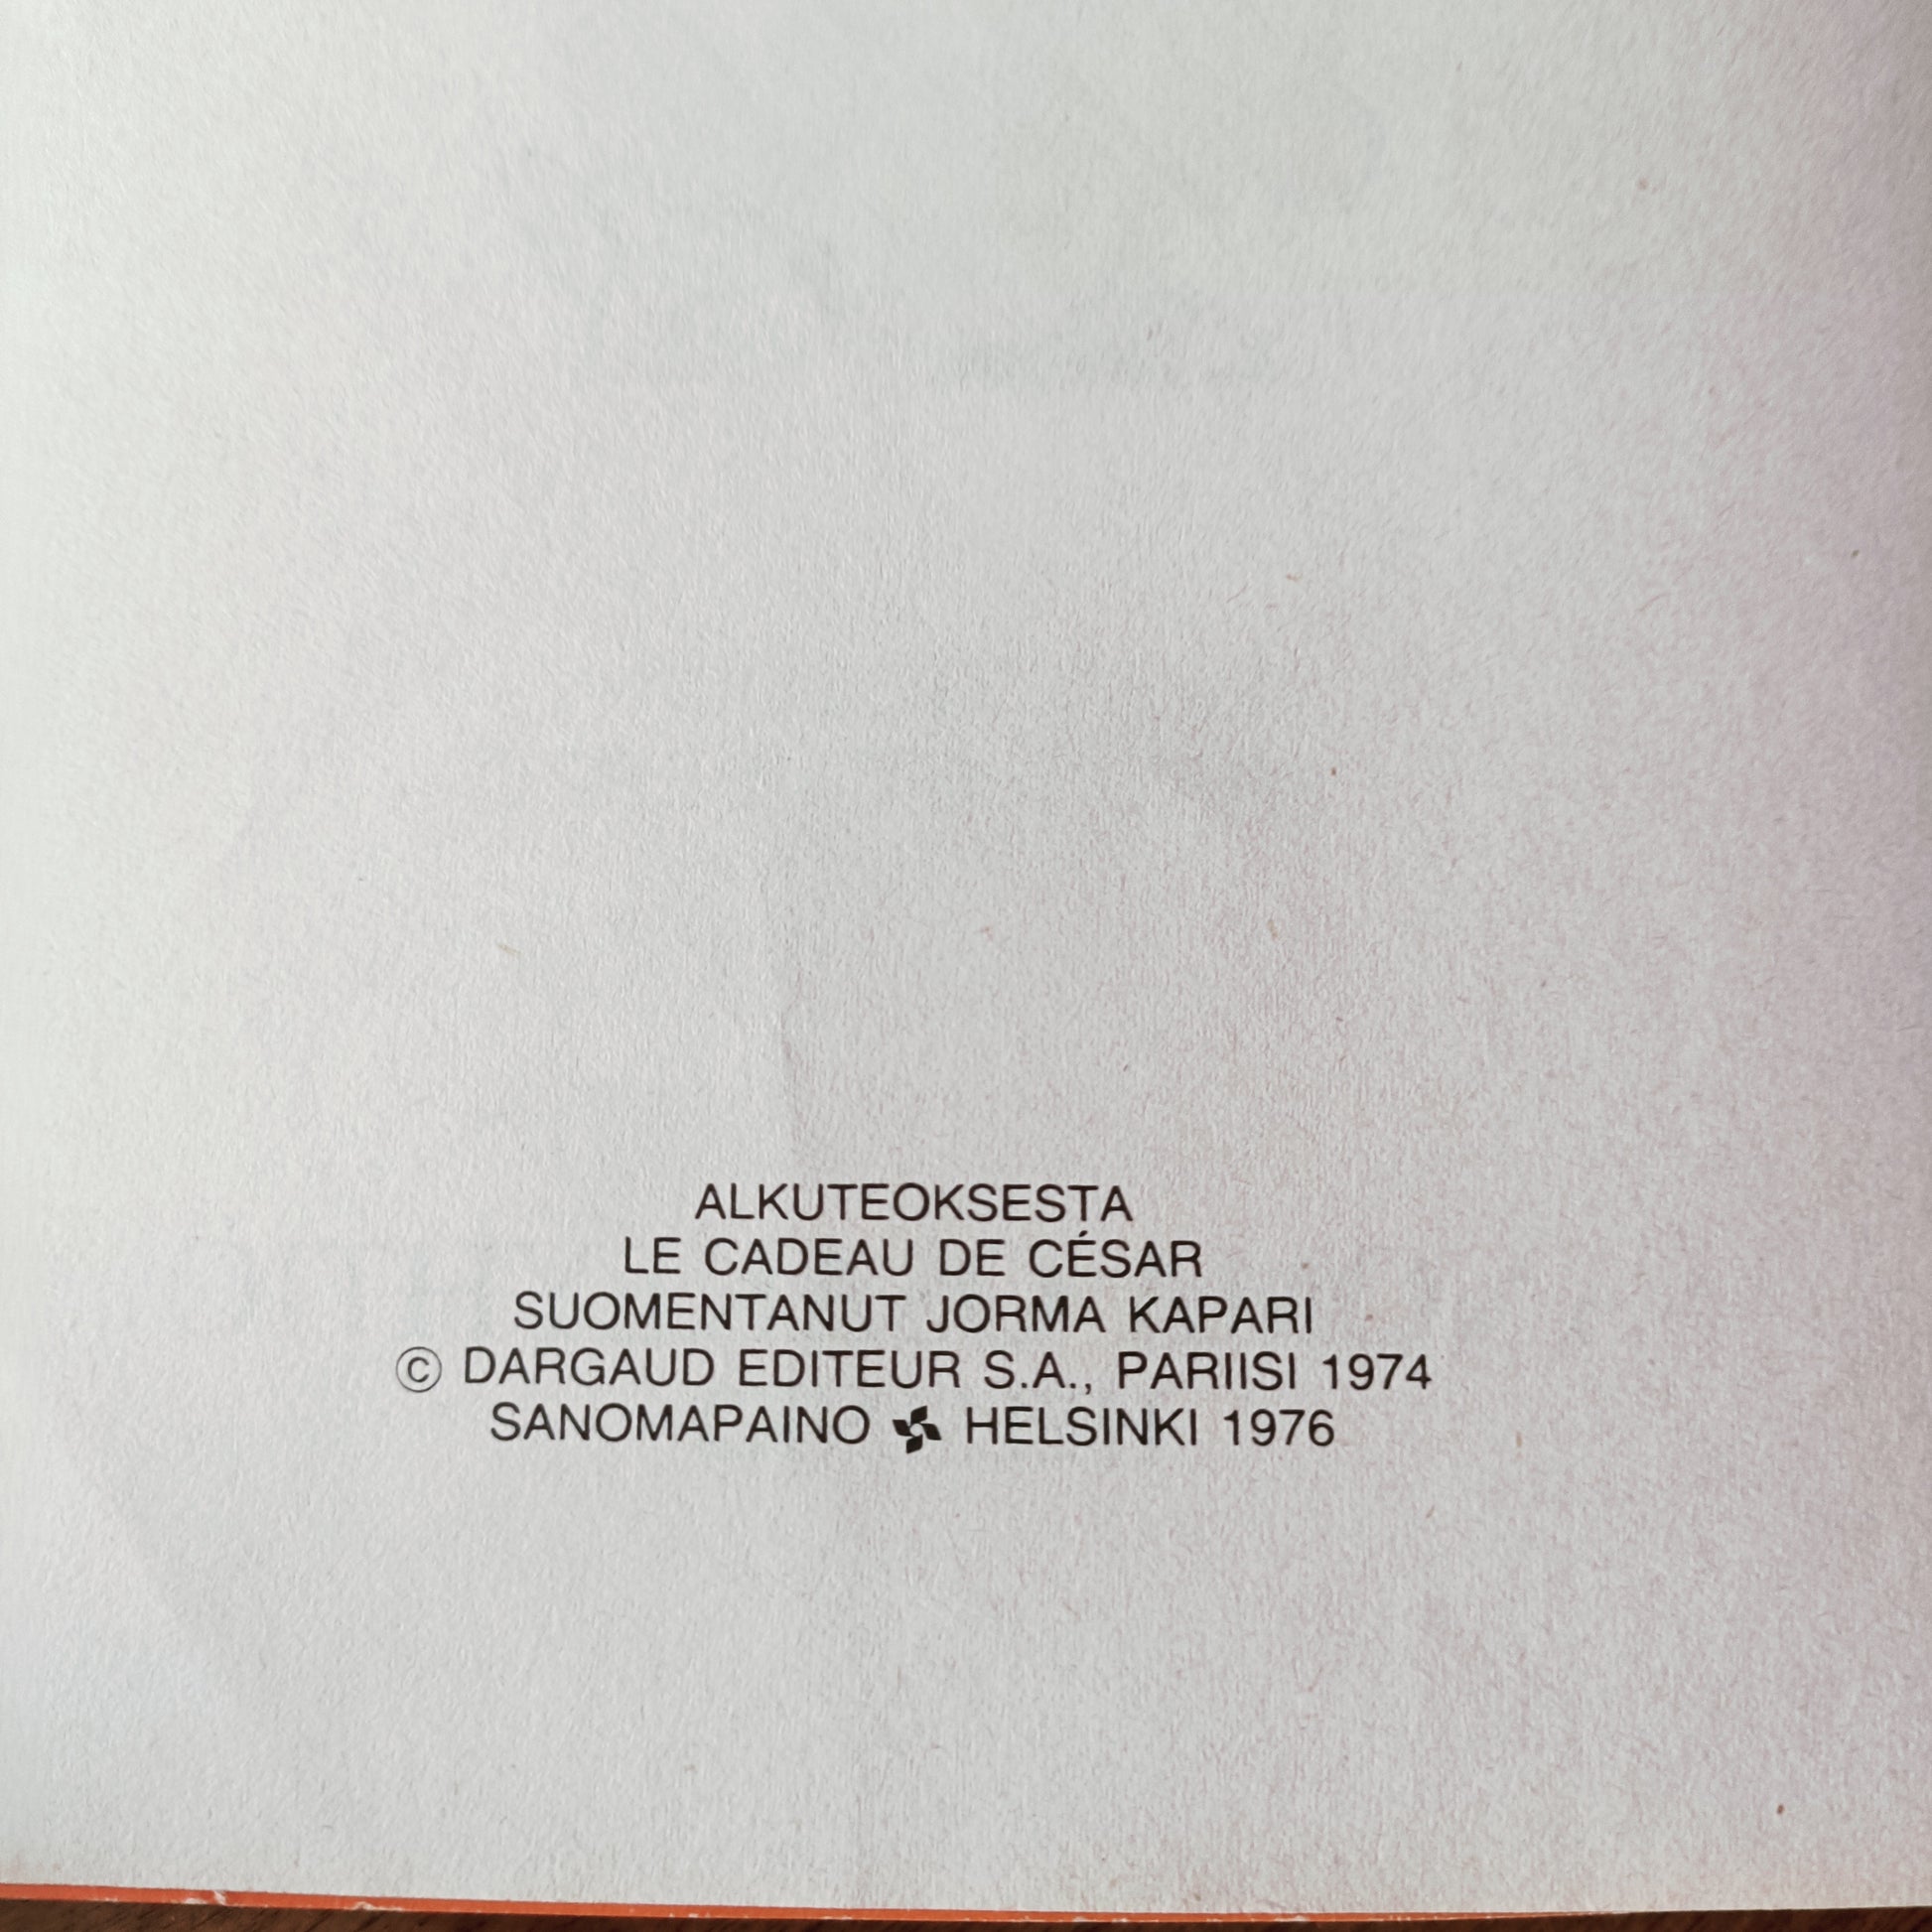 ALKUTEOKSESTA
LE CADEAU DE CÉSAR
SUOMENTANUT JORMA KAPARI
© DARGAUD EDITEUR S.A., PARIISI 1974
SANOMAPAINO HELSINKI 1976